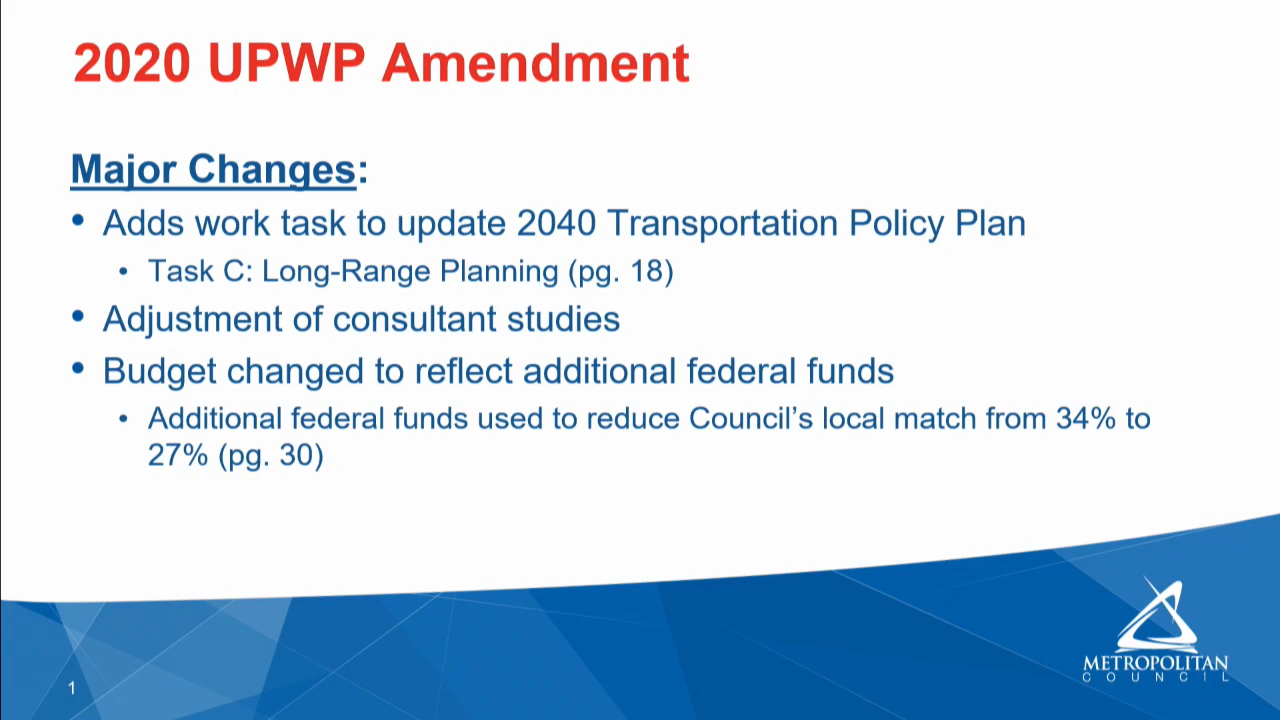 2020 UPWP Amendment
Major Changes:
• Adds work task to update 2040 Transportation Policy Plan
• Task C: Long-Range Planning (pg. 18)
• Adjustment of consultant studies
• Budget changed to reflect additional federal funds
• Additional federal funds used to reduce Council’s local match from 34% to
27% (pg. 30)
1
METROPOLITAN
COUNCIL